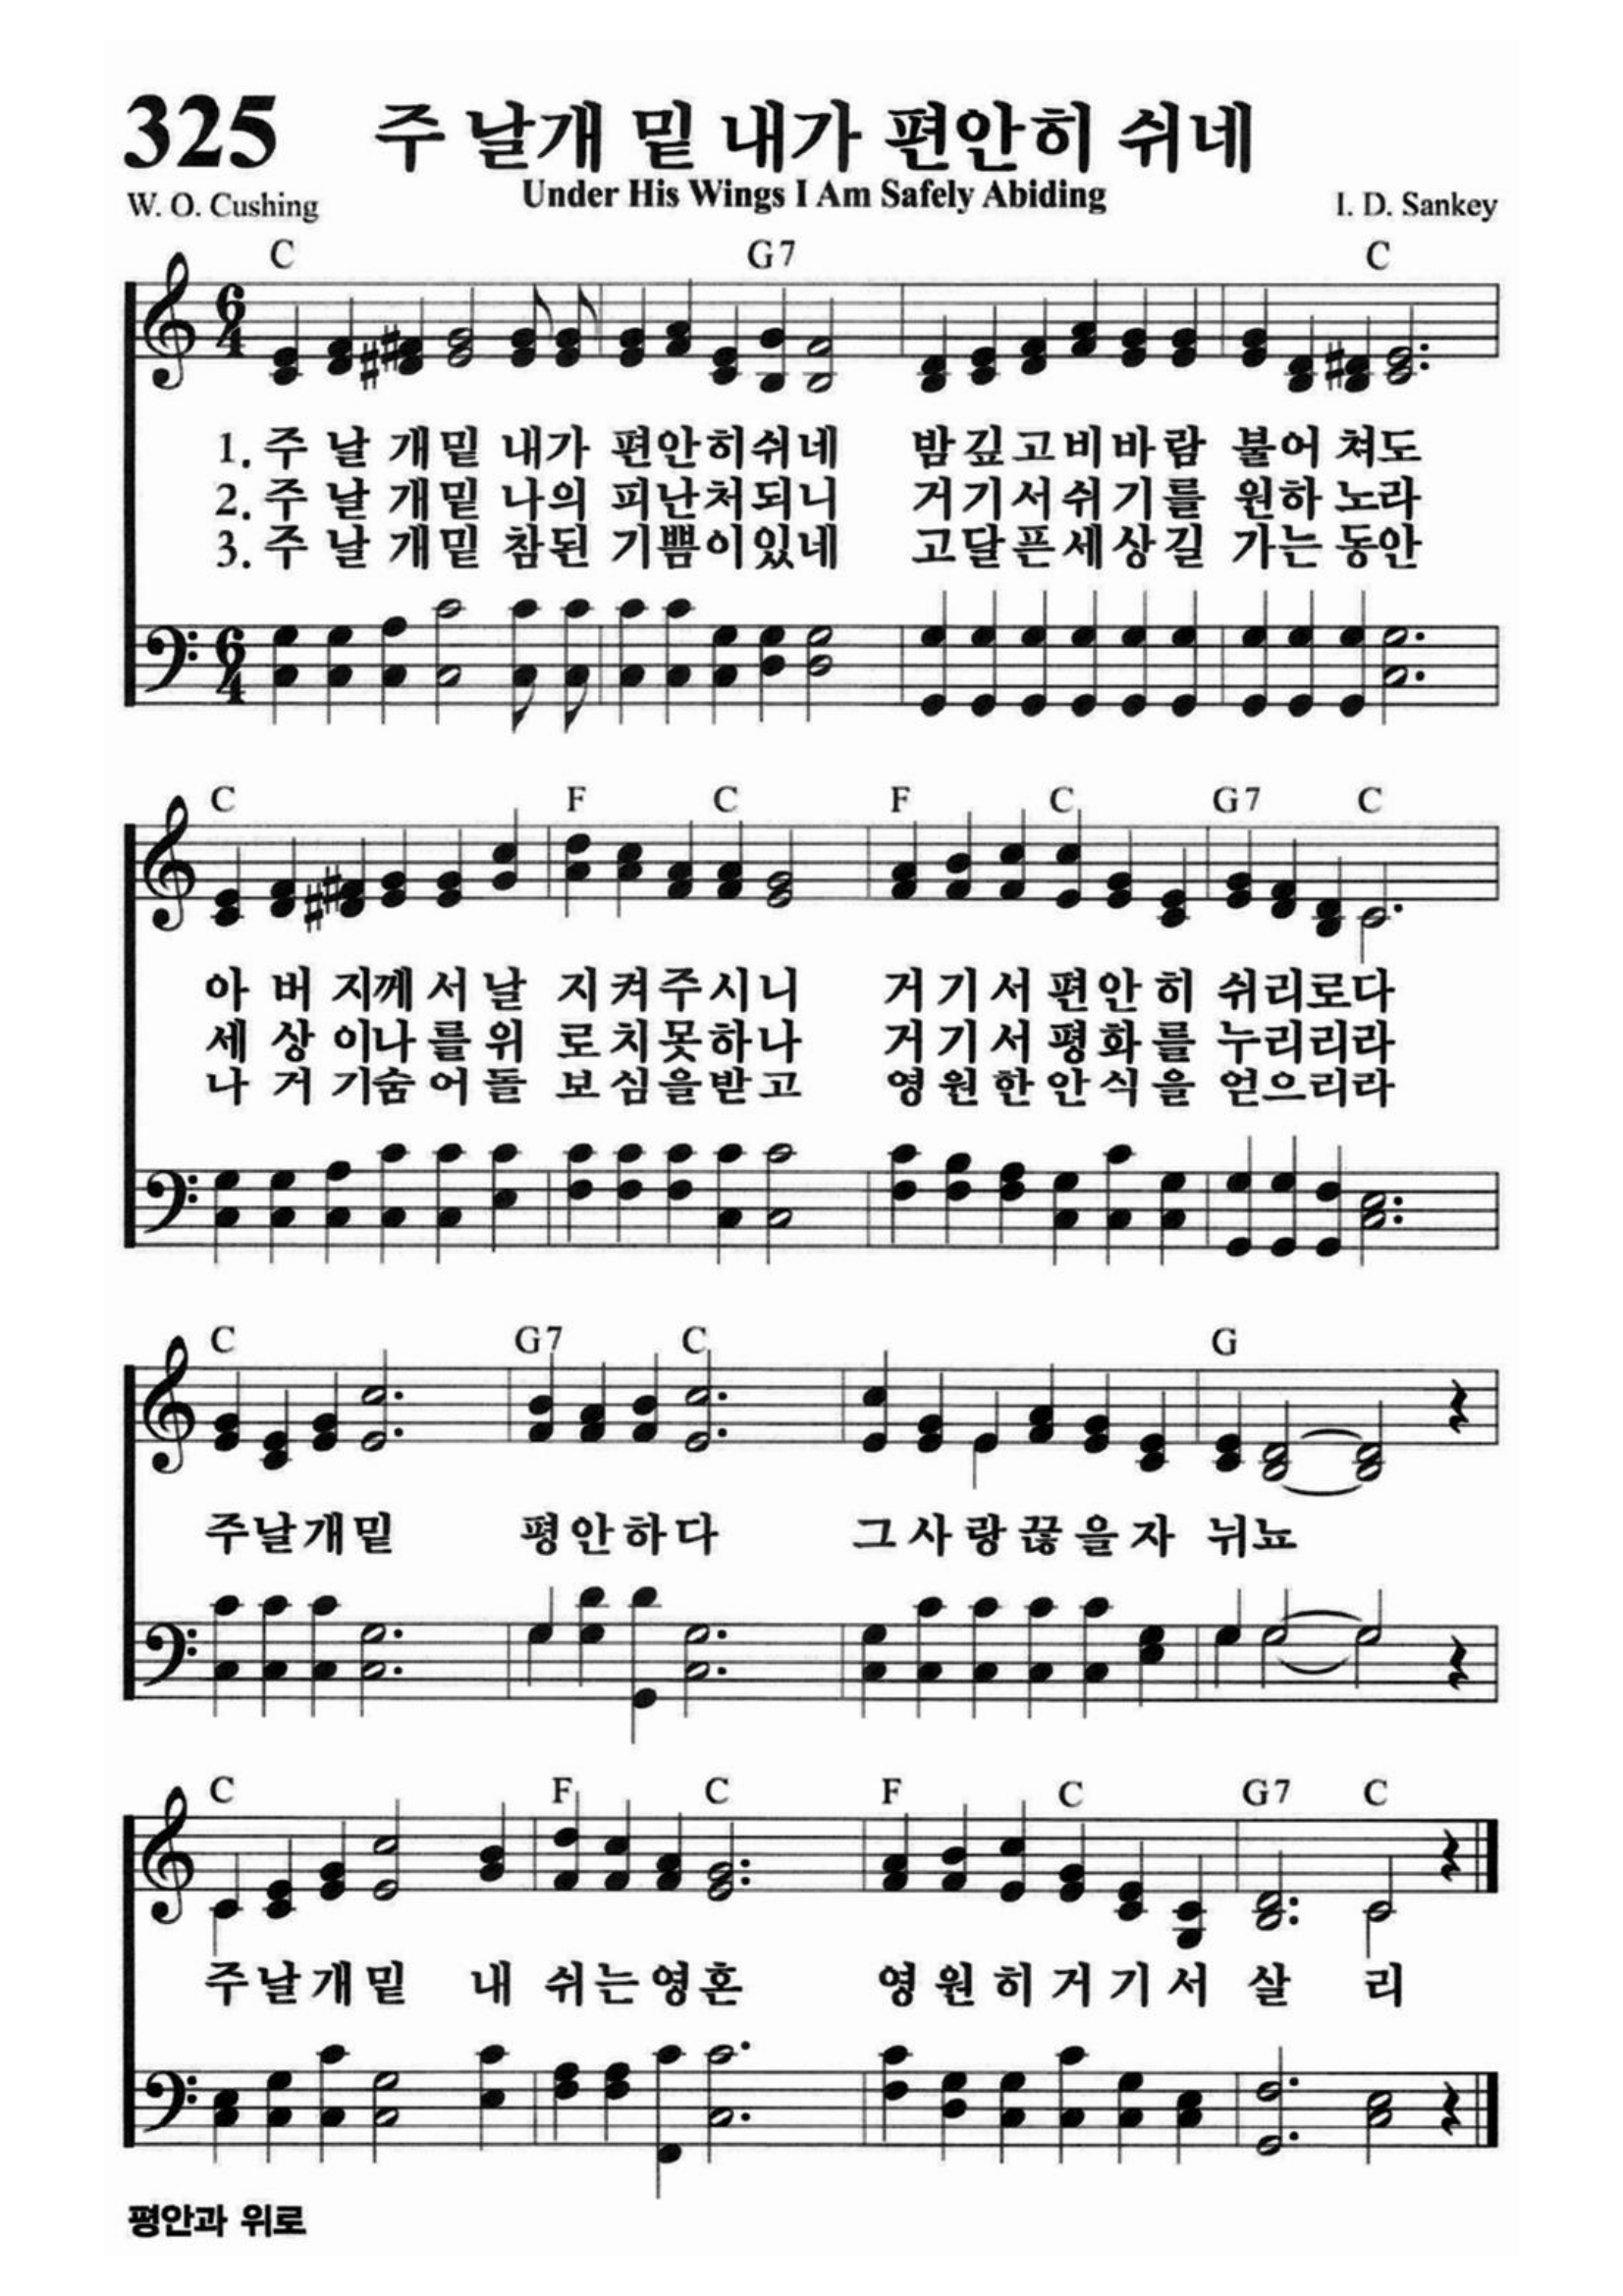 325 주 날개 밑 내가 편안히 쉬네
Under His Wings I Am Safely Abiding
W. O. Cushing I. D. Sankey
C G7 C
6/4
1. 주 날 개밑 내가 편안히쉬네 밤깊고비바람 불어 쳐도
2. 주 날 개밑 나의 피난처되니 거기서쉬기를 원하 노라
3. 주 날 개밑 참된 기쁨이있네 고달픈세상길 가는 동안
6/4
C F C F C G7 C
아 버 지께 서 날 지켜주시니 거기서 편안히 쉬리로다
세 상 이나 를 위 로치못하나 거기서 평화를 누리리라
나 거 기숨 어 돌 보심을받고 영원한 안식을 얻으리라
C G7 C G
주날개밑 평안하다 그사랑끊을자 뉘뇨
C F C F C G7 C
주날개밑 내 쉬는영혼 영원히거기서 살 리
평안과 위로